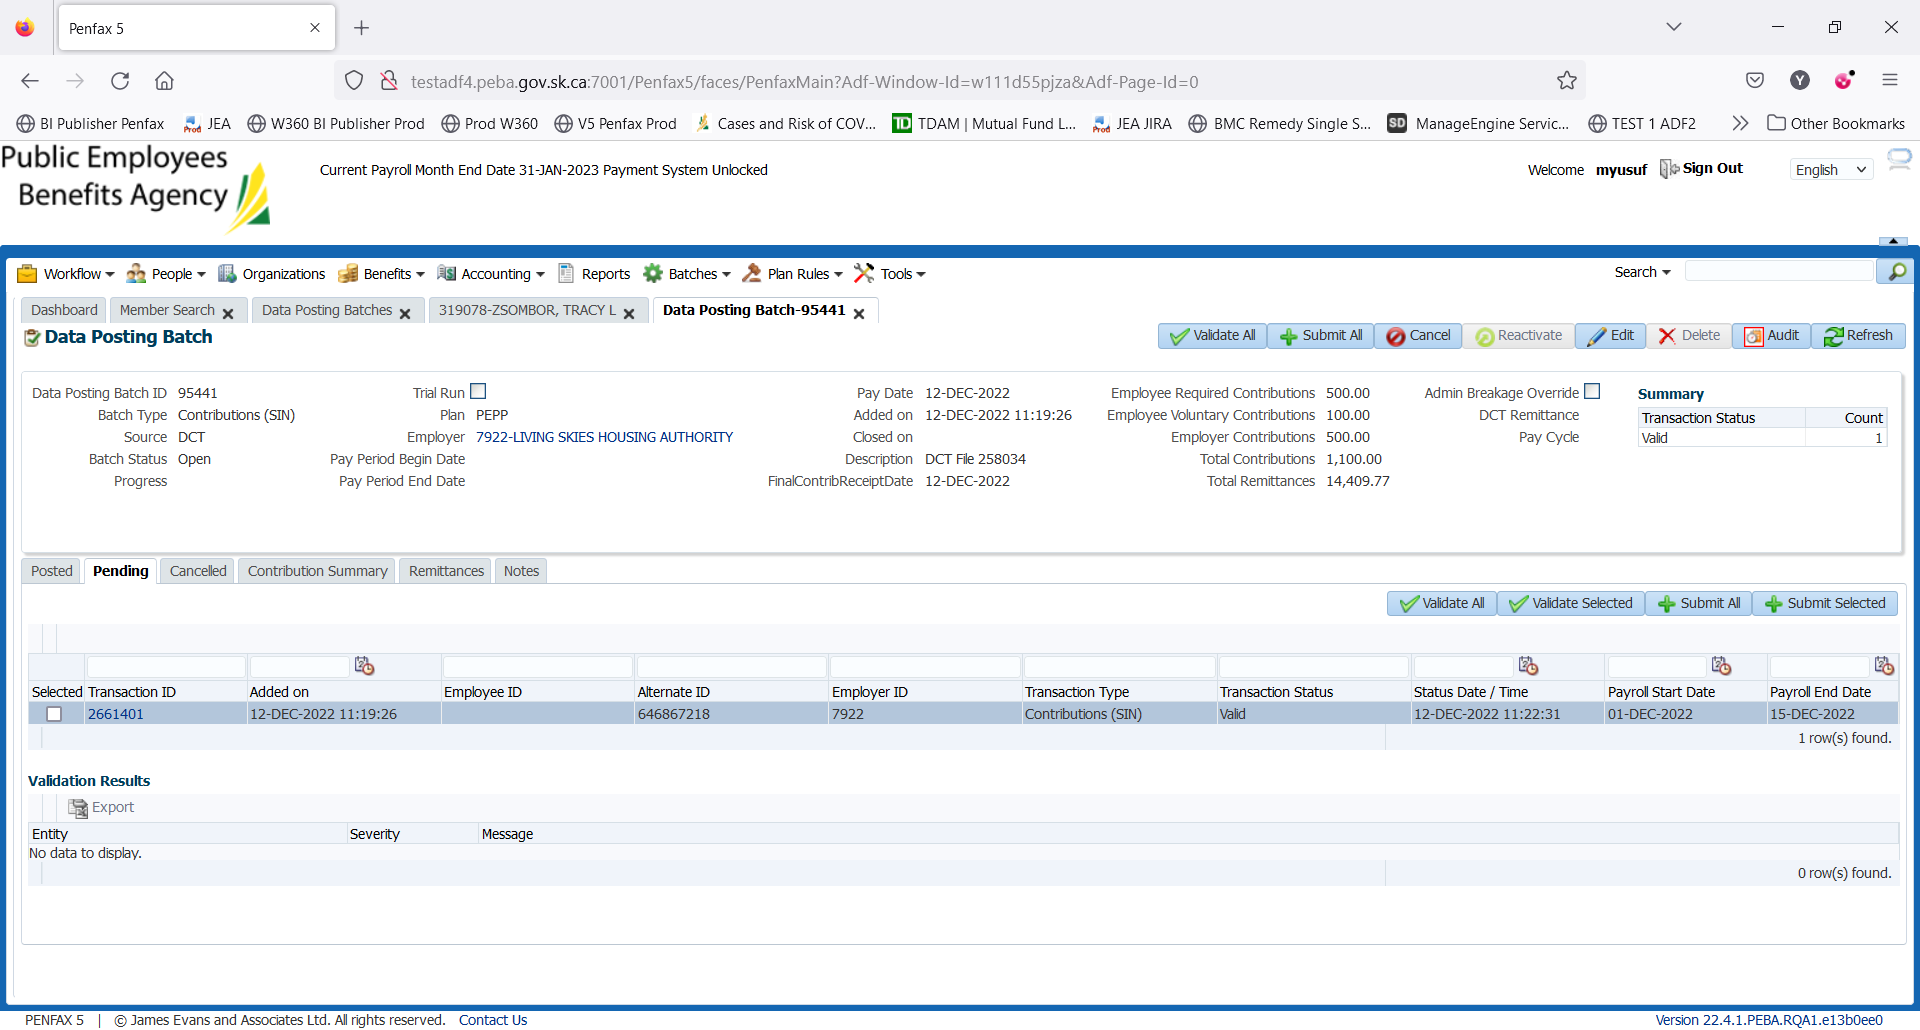 Penfax 5
testadf4.peba.gov.sk.ca:7001/Penfax5/faces/PenfaxMain?Adf-Window-Id=w111d55pjza&Adf-Page-Id=0
Y
BI Publisher Penfax JEA W360 BI Publisher Prod Prod W360 V5 Penfax Prod Cases and Risk of COV... TDAM | Mutual Fund L... JEA JIRA BMC Remedy Single S... ManageEngine Servic... TEST 1 ADF2 Other Bookmarks
Public Employees
Benefits Agency
Current Payroll Month End Date 31-JAN-2023 Payment System Unlocked
Welcome myusuf Sign Out English
Workflow People Organizations Benefits Accounting Reports Batches Plan Rules Tools Search
Dashboard Member Search Data Posting Batches 319078-ZSOMBOR, TRACY L Data Posting Batch-95441
Data Posting Batch
Validate All Submit All Cancel Reactivate Edit Delete Audit Refresh
Data Posting Batch ID 95441 Trial Run Pay Date 12-DEC-2022 Employee Required Contributions 500.00 Admin Breakage Override Summary
Batch Type Contributions (SIN) Plan PEPP Added on 12-DEC-2022 11:19:26 Employee Voluntary Contributions 100.00 DCT Remittance Transaction Status Count
Source DCT Employer 7922-LIVING SKIES HOUSING AUTHORITY Closed on Employer Contributions 500.00 Pay Cycle Valid 1
Batch Status Open Pay Period Begin Date Description DCT File 258034 Total Contributions 1,100.00
Progress Pay Period End Date FinalContribReceiptDate 12-DEC-2022 Total Remittances 14,409.77
Posted Pending Cancelled Contribution Summary Remittances Notes
Validate All Validate Selected Submit All Submit Selected
Selected Transaction ID Added on Employee ID Alternate ID Employer ID Transaction Type Transaction Status Status Date / Time Payroll Start Date Payroll End Date
2661401 12-DEC-2022 11:19:26 646867218 7922 Contributions (SIN) Valid 12-DEC-2022 11:22:31 01-DEC-2022 15-DEC-2022
1 row(s) found.
Validation Results
Export
Entity Severity Message
No data to display.
0 row(s) found.
PENFAX 5 | © James Evans and Associates Ltd. All rights reserved. Contact Us Version 22.4.1.PEBA.RQA1.e13b0ee0